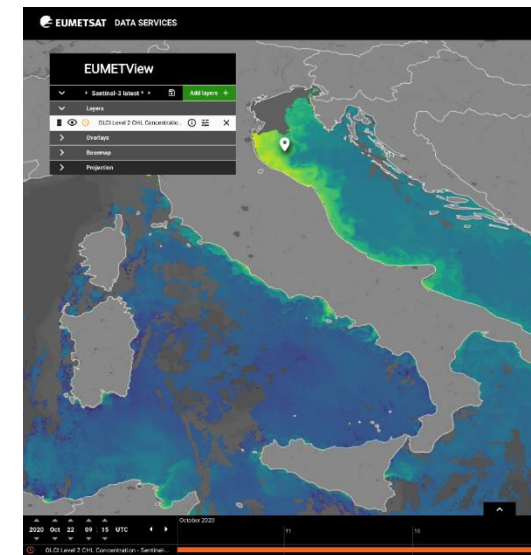 EUMETSAT DATA SERVICES
EUMETView
Sentinel-3 latest * Add layers +
Layers
OLCI Level 2 CHL Concentratio...
Overlays
Basemap
Projection
October 2020
2020 Oct 22 09 : 15 UTC
11 16
OLCI Level 2 CHL Concentration - Sentinel-...